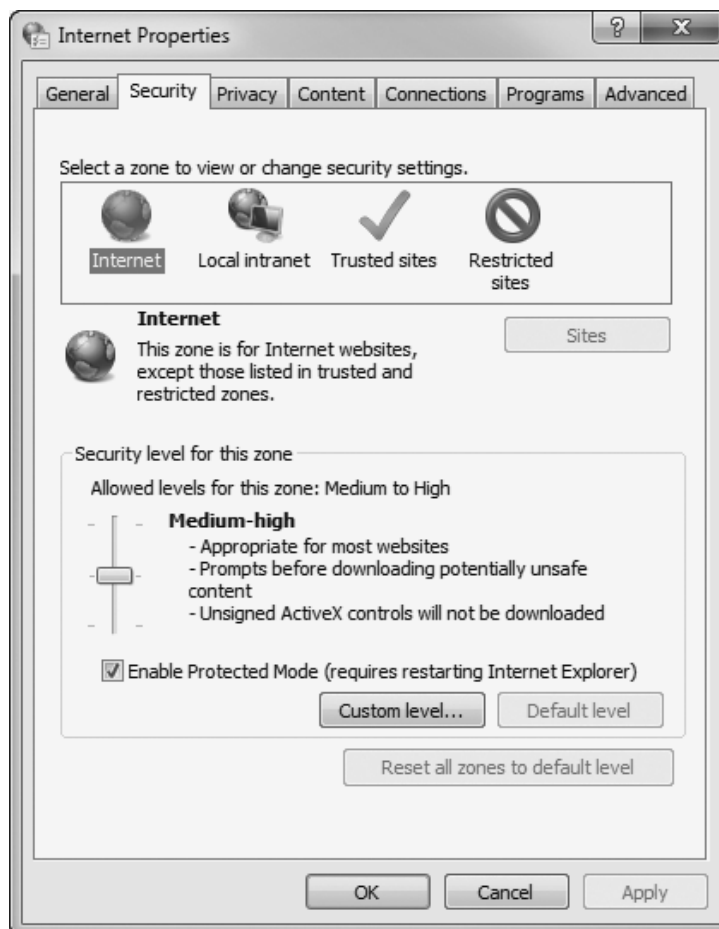 Internet Properties
?
X
General Security Privacy Content Connections Programs Advanced
Select a zone to view or change security settings.
Internet Local intranet Trusted sites Restricted
sites
Internet
Sites
This zone is for Internet websites,
except those listed in trusted and
restricted zones.
Security level for this zone
Allowed levels for this zone: Medium to High
Medium-high
- Appropriate for most websites
- Prompts before downloading potentially unsafe
content
- Unsigned ActiveX controls will not be downloaded
Enable Protected Mode (requires restarting Internet Explorer)
Custom level... Default level
Reset all zones to default level
OK Cancel Apply